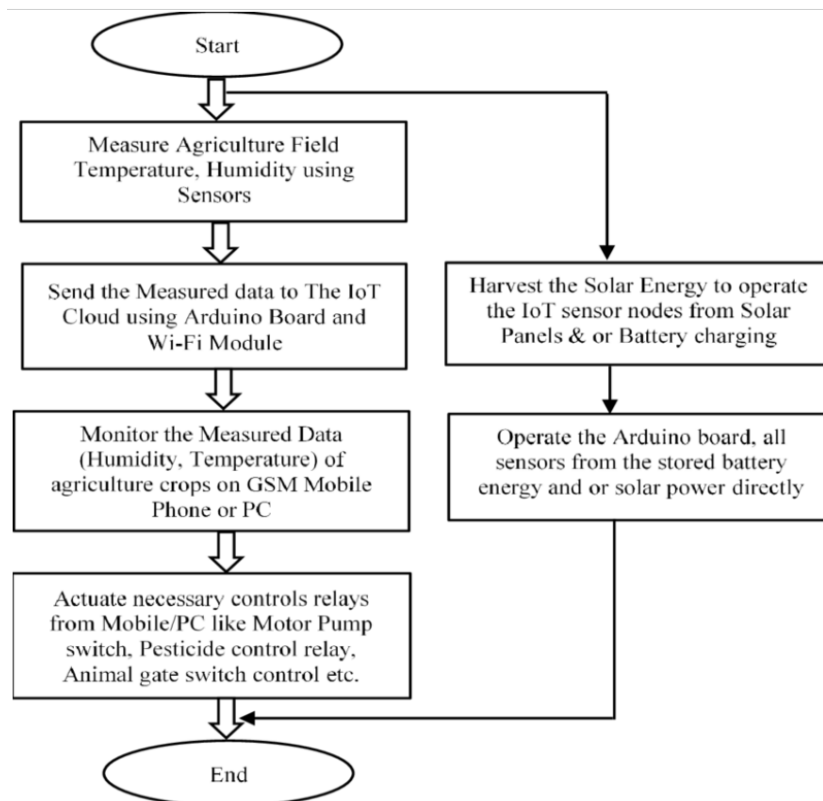 Start
Measure Agriculture Field
Temperature, Humidity using
Sensors
Send the Measured data to The IoT
Cloud using Arduino Board and
Wi-Fi Module
Monitor the Measured Data
(Humidity, Temperature) of
agriculture crops on GSM Mobile
Phone or PC
Actuate necessary controls relays
from Mobile/PC like Motor Pump
switch, Pesticide control relay,
Animal gate switch control etc.
Harvest the Solar Energy to operate
the IoT sensor nodes from Solar
Panels & or Battery charging
Operate the Arduino board, all
sensors from the stored battery
energy and or solar power directly
End